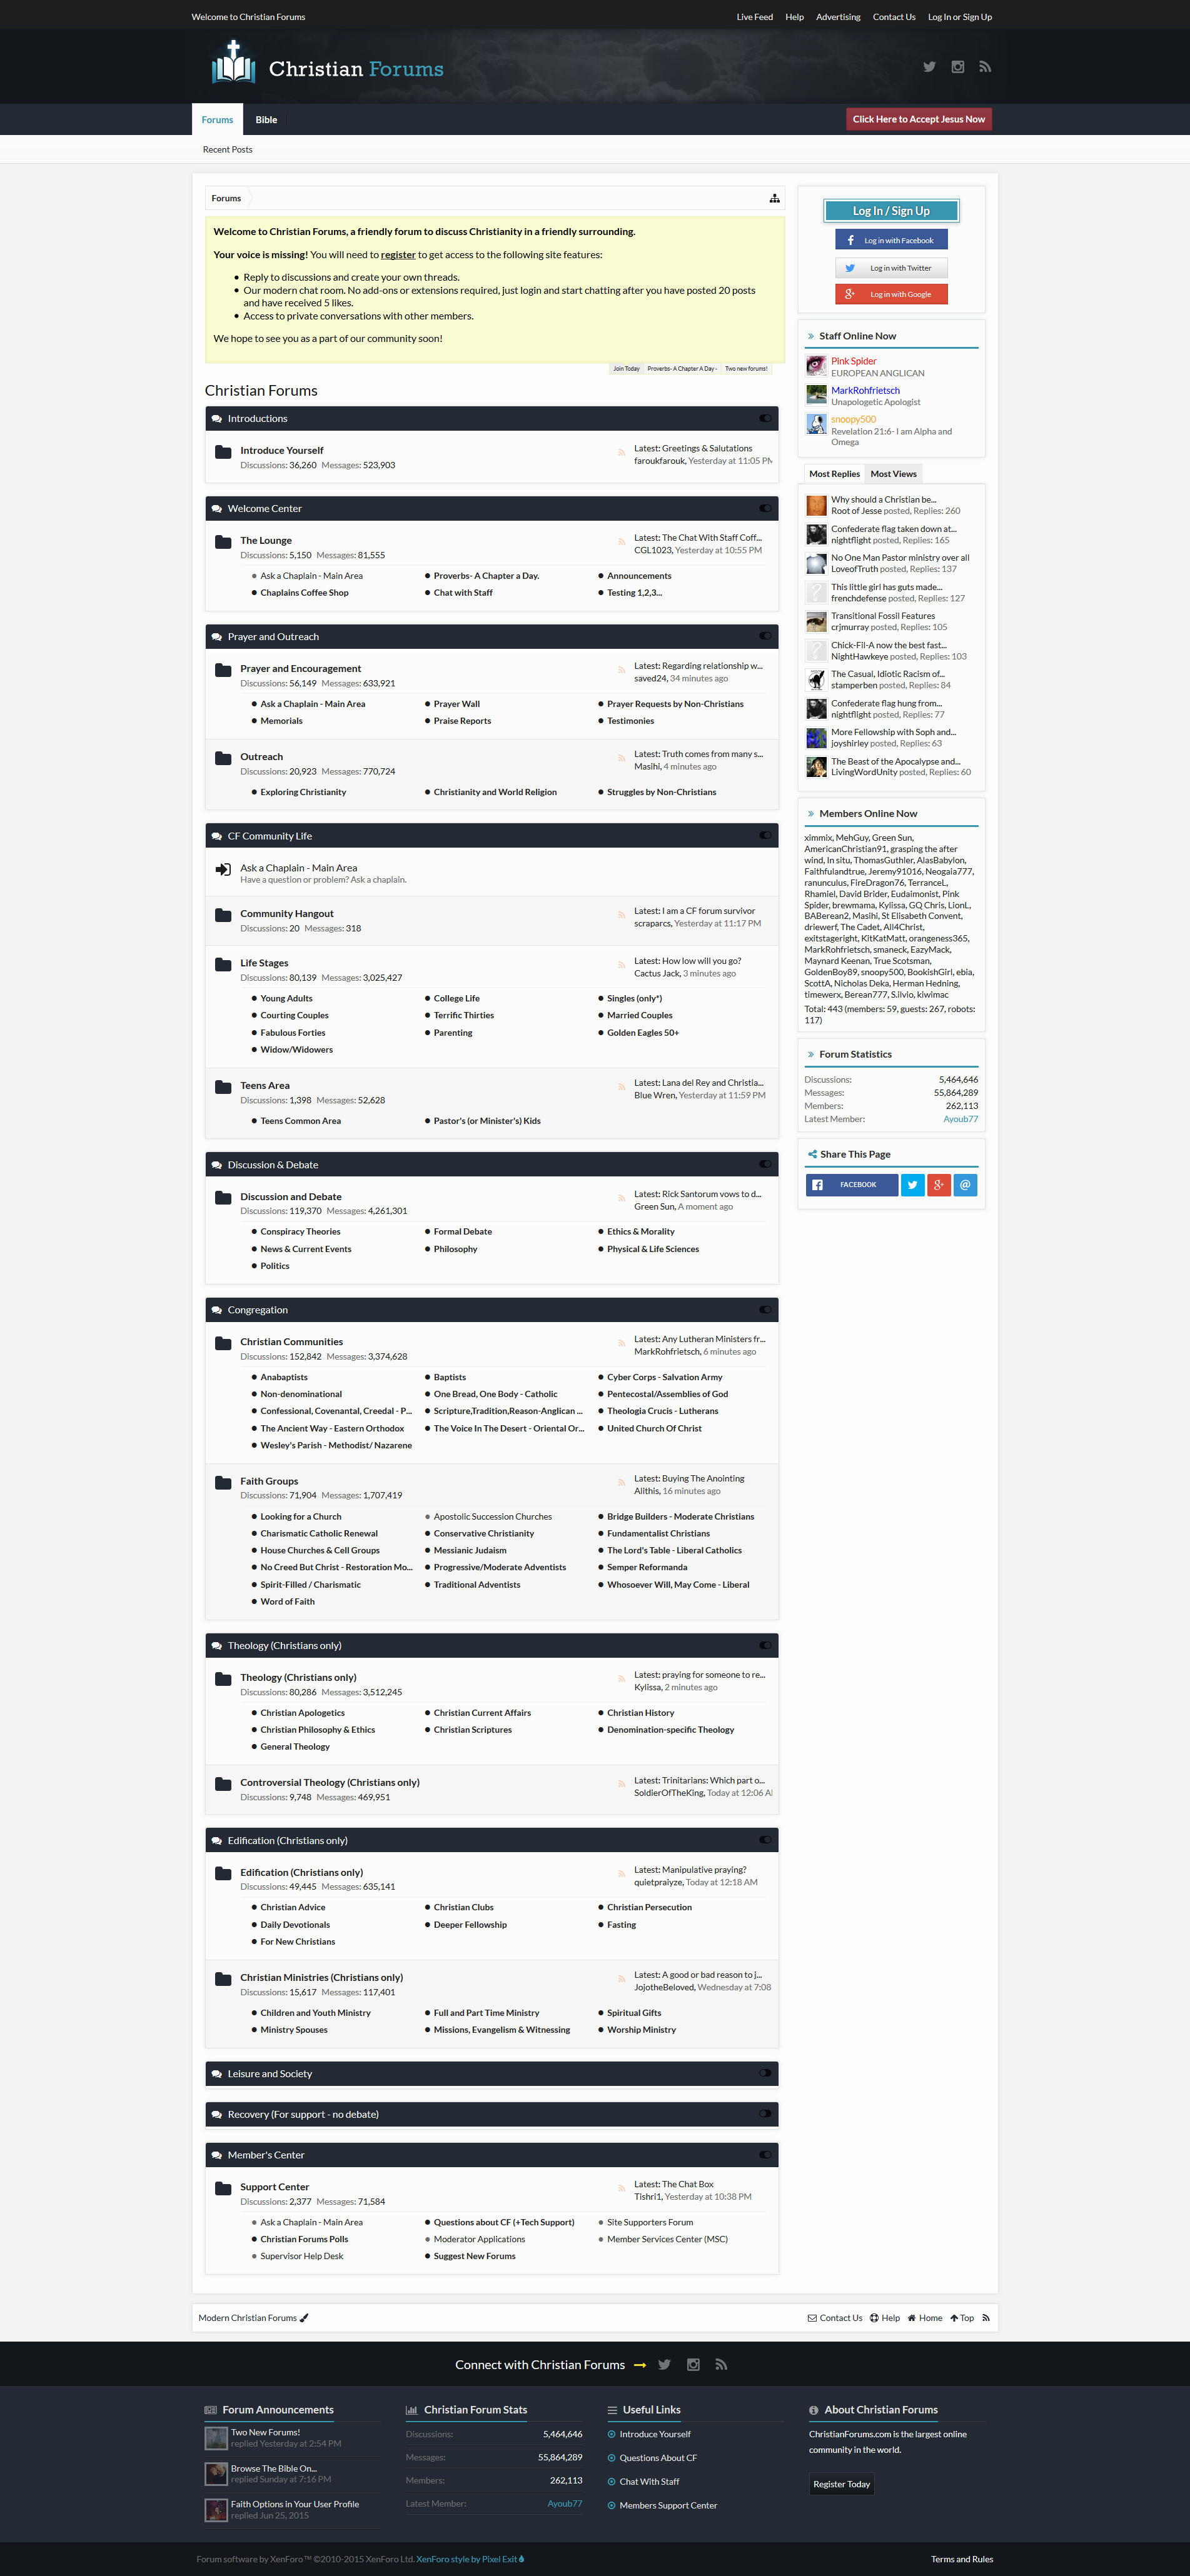 Welcome to Christian Forums
Live Feed Help Advertising Contact Us Log In or Sign Up
Christian Forums
Forums Bible
Click Here to Accept Jesus Now
Recent Posts
Forums
Welcome to Christian Forums, a friendly forum to discuss Christianity in a friendly surrounding.
Your voice is missing! You will need to register to get access to the following site features:
Reply to discussions and create your own threads.
Our modern chat room. No add-ons or extensions required, just login and start chatting after you have posted 20 posts
and have received 5 likes.
Access to private conversations with other members.
We hope to see you as a part of our community soon!
Join Today Proverbs- A Chapter A Day - Two new forums!
Christian Forums
Introductions
Introduce Yourself
Discussions: 36,260 Messages: 523,903
Latest: Greetings & Salutations
faroukfarouk, Yesterday at 11:05 PM
Welcome Center
The Lounge
Discussions: 5,150 Messages: 81,555
Latest: The Chat With Staff Coff...
CGL1023, Yesterday at 10:55 PM
Ask a Chaplain - Main Area Proverbs- A Chapter a Day. Announcements
Chaplains Coffee Shop Chat with Staff Testing 1,2,3...
Prayer and Outreach
Prayer and Encouragement
Discussions: 56,149 Messages: 633,921
Latest: Regarding relationship w...
saved24, 34 minutes ago
Ask a Chaplain - Main Area Prayer Wall Prayer Requests by Non-Christians
Memorials Praise Reports Testimonies
Outreach
Discussions: 20,923 Messages: 770,724
Latest: Truth comes from many s...
Masihi, 4 minutes ago
Exploring Christianity Christianity and World Religion Struggles by Non-Christians
CF Community Life
Ask a Chaplain - Main Area
Have a question or problem? Ask a chaplain.
Community Hangout
Discussions: 20 Messages: 318
Latest: I am a CF forum survivor
scraparcs, Yesterday at 11:17 PM
Life Stages
Discussions: 80,139 Messages: 3,025,427
Latest: How low will you go?
Cactus Jack, 3 minutes ago
Young Adults College Life Singles (only*)
Courting Couples Terrific Thirties Married Couples
Fabulous Forties Parenting Golden Eagles 50+
Widow/Widowers
Teens Area
Discussions: 1,398 Messages: 52,628
Latest: Lana del Rey and Christia...
Blue Wren, Yesterday at 11:59 PM
Teens Common Area Pastor's (or Minister's) Kids
Discussion & Debate
Discussion and Debate
Discussions: 119,370 Messages: 4,261,301
Latest: Rick Santorum vows to d...
Green Sun, A moment ago
Conspiracy Theories Formal Debate Ethics & Morality
News & Current Events Philosophy Physical & Life Sciences
Politics
Congregation
Christian Communities
Discussions: 152,842 Messages: 3,374,628
Latest: Any Lutheran Ministers fr...
MarkRohfrietsch, 6 minutes ago
Anabaptists Baptists Cyber Corps - Salvation Army
Non-denominational One Bread, One Body - Catholic Pentecostal/Assemblies of God
Confessional, Covenantal, Creedal - P... Scripture,Tradition,Reason-Anglican ... Theologia Crucis - Lutherans
The Ancient Way - Eastern Orthodox The Voice In The Desert - Oriental Or... United Church Of Christ
Wesley's Parish - Methodist/ Nazarene
Faith Groups
Discussions: 71,904 Messages: 1,707,419
Latest: Buying The Anointing
Alithis, 16 minutes ago
Looking for a Church Apostolic Succession Churches Bridge Builders - Moderate Christians
Charismatic Catholic Renewal Conservative Christianity Fundamentalist Christians
House Churches & Cell Groups Messianic Judaism The Lord's Table - Liberal Catholics
No Creed But Christ - Restoration Mo... Progressive/Moderate Adventists Semper Reformanda
Spirit-Filled / Charismatic Traditional Adventists Whosoever Will, May Come - Liberal
Word of Faith
Theology (Christians only)
Theology (Christians only)
Discussions: 80,286 Messages: 3,512,245
Latest: praying for someone to re...
Kylissa, 2 minutes ago
Christian Apologetics Christian Current Affairs Christian History
Christian Philosophy & Ethics Christian Scriptures Denomination-specific Theology
General Theology
Controversial Theology (Christians only)
Discussions: 9,748 Messages: 469,951
Latest: Trinitarians: Which part o...
SoldierOfTheKing, Today at 12:06 AM
Edification (Christians only)
Edification (Christians only)
Discussions: 49,445 Messages: 635,141
Latest: Manipulative praying?
quietpraiyze, Today at 12:18 AM
Christian Advice Christian Clubs Christian Persecution
Daily Devotionals Deeper Fellowship Fasting
For New Christians
Christian Ministries (Christians only)
Discussions: 15,617 Messages: 117,401
Latest: A good or bad reason to j...
JojotheBeloved, Wednesday at 7:08
Children and Youth Ministry Full and Part Time Ministry Spiritual Gifts
Ministry Spouses Missions, Evangelism & Witnessing Worship Ministry
Leisure and Society
Recovery (For support - no debate)
Member's Center
Support Center
Discussions: 2,377 Messages: 71,584
Latest: The Chat Box
Tishri1, Yesterday at 10:38 PM
Ask a Chaplain - Main Area Questions about CF (+Tech Support) Site Supporters Forum
Christian Forums Polls Moderator Applications Member Services Center (MSC)
Supervisor Help Desk Suggest New Forums
Log In / Sign Up
Log in with Facebook
Log in with Twitter
Log in with Google
Staff Online Now
Pink Spider
EUROPEAN ANGLICAN
MarkRohfrietsch
Unapologetic Apologist
snoopy500
Revelation 21:6- I am Alpha and
Omega
Most Replies Most Views
Why should a Christian be...
Root of Jesse posted, Replies: 260
Confederate flag taken down at...
nightflight posted, Replies: 165
No One Man Pastor ministry over all
LoveofTruth posted, Replies: 137
This little girl has guts made...
frenchdefense posted, Replies: 127
Transitional Fossil Features
crjmurray posted, Replies: 105
Chick-Fil-A now the best fast...
NightHawkeye posted, Replies: 103
The Casual, Idiotic Racism of...
stamperben posted, Replies: 84
Confederate flag hung from...
nightflight posted, Replies: 77
More Fellowship with Soph and...
joyshirley posted, Replies: 63
The Beast of the Apocalypse and...
LivingWordUnity posted, Replies: 60
Members Online Now
ximmix, MehGuy, Green Sun,
AmericanChristian91, grasping the after
wind, In situ, ThomasGuthler, AlasBabylon,
Faithfulandtrue, Jeremy91016, Neogaia777,
ranunculus, FireDragon76, TerranceL,
Rhamiel, David Brider, Eudaimonist, Pink
Spider, brewmama, Kylissa, GQ Chris, LionL,
BABerean2, Masihi, St Elisabeth Convent,
driewerf, The Cadet, All4Christ,
exitstageright, KitKatMatt, orangeness365,
MarkRohfrietsch, smaneck, EazyMack,
Maynard Keenan, True Scotsman,
GoldenBoy89, snoopy500, BookishGirl, ebia,
ScottA, Nicholas Deka, Herman Hedning,
timewerx, Berean777, S.ilvio, kiwimac
Total: 443 (members: 59, guests: 267, robots:
117)
Forum Statistics
Discussions: 5,464,646
Messages: 55,864,289
Members: 262,113
Latest Member: Ayoub77
Share This Page
FACEBOOK
Modern Christian Forums
Contact Us Help Home Top
Connect with Christian Forums
Forum Announcements
Two New Forums!
replied Yesterday at 2:54 PM
Browse The Bible On...
replied Sunday at 7:16 PM
Faith Options in Your User Profile
replied Jun 25, 2015
Christian Forum Stats
Discussions: 5,464,646
Messages: 55,864,289
Members: 262,113
Latest Member: Ayoub77
Useful Links
Introduce Yourself
Questions About CF
Chat With Staff
Members Support Center
About Christian Forums
ChristianForums.com is the largest online
community in the world.
Register Today
Forum software by XenForo™ ©2010-2015 XenForo Ltd. XenForo style by Pixel Exit
Terms and Rules